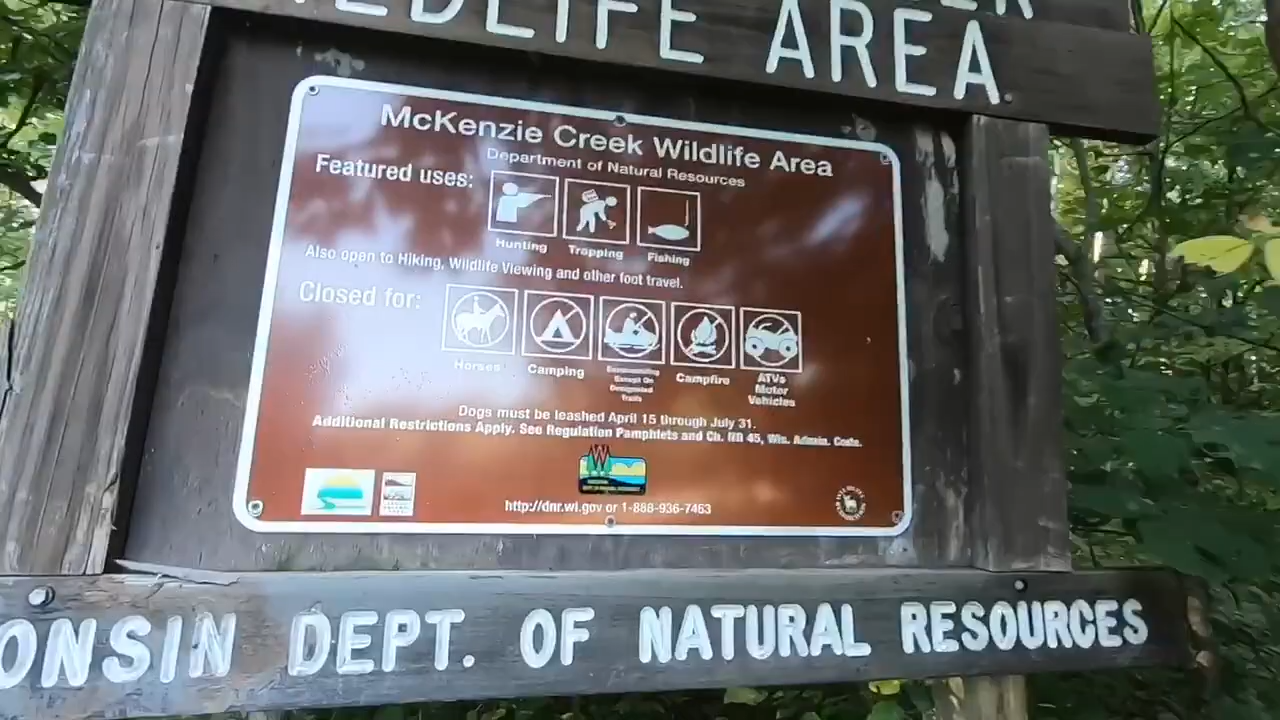 WILDLIFE AREA
McKenzie Creek Wildlife Area
Department of Natural Resources
Featured uses:
Hunting Trapping Fishing
Also open to Hiking, Wildlife Viewing and other foot travel.
Closed for:
Horses Camping Snowmobiling Except On Designated Trails Campfire ATVs Motor Vehicles
Dogs must be leashed April 15 through July 31.
Additional Restrictions Apply. See Regulation Pamphlets and Ch. NR 45, Wis. Admin. Code.
http://dnr.wi.gov or 1-888-936-7463
ONSIN DEPT. OF NATURAL RESOURCES